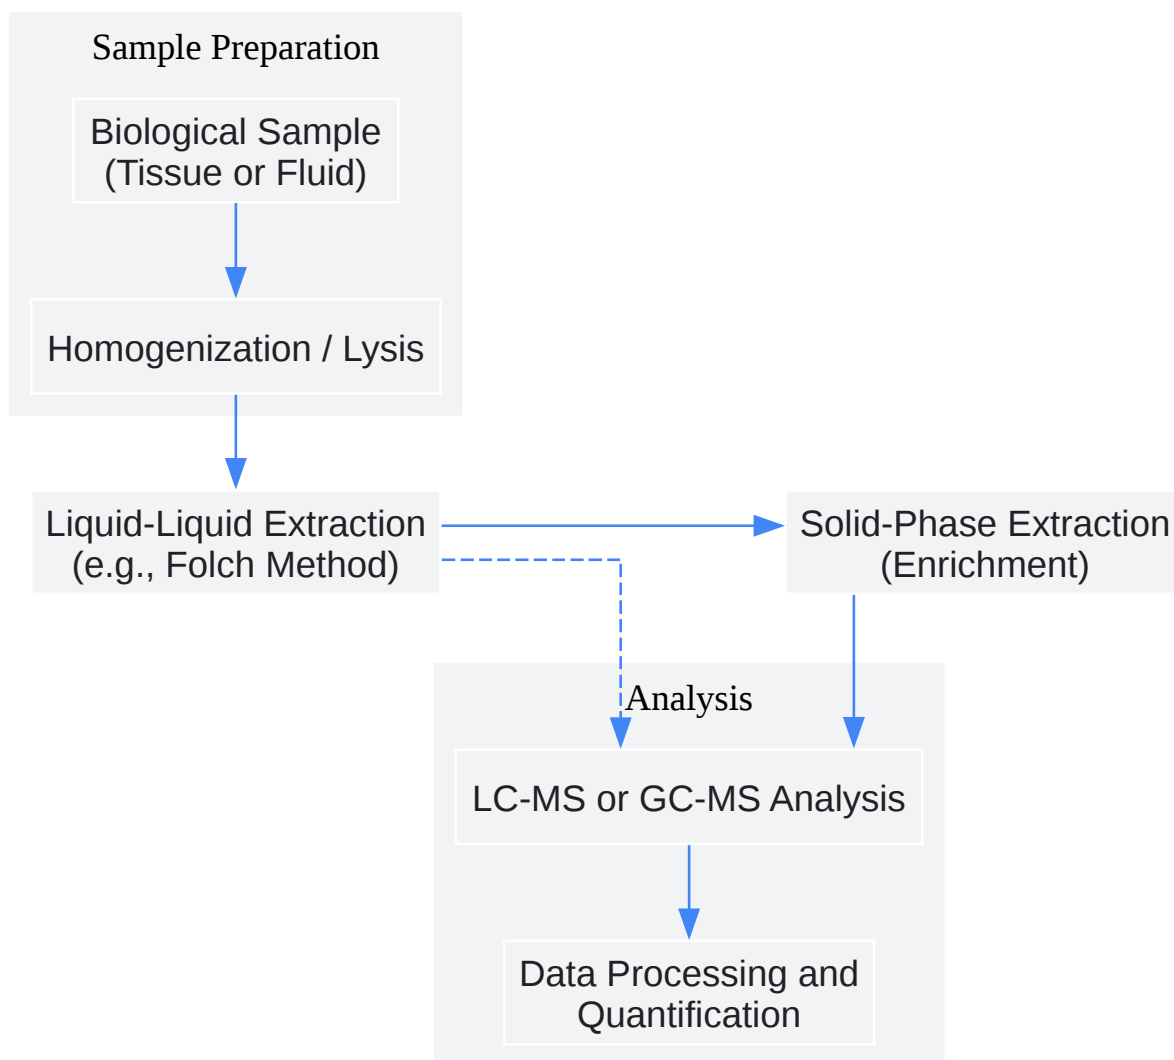 Sample Preparation
Biological Sample
(Tissue or Fluid)
Homogenization / Lysis
Liquid-Liquid Extraction
(e.g., Folch Method)
Solid-Phase Extraction
(Enrichment)
Analysis
LC-MS or GC-MS Analysis
Data Processing and
Quantification